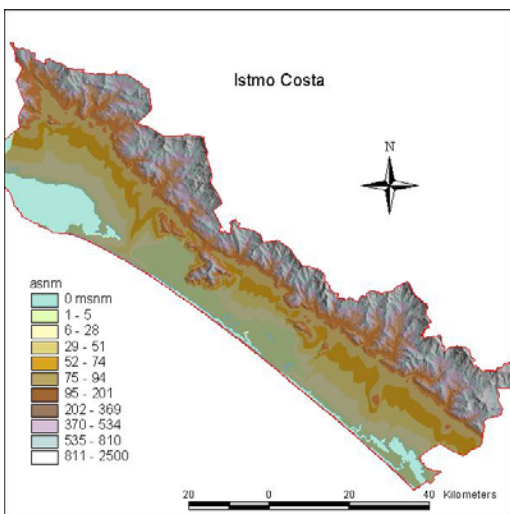 Istmo Costa
N
asnm
0 msnm
1 - 5
6 - 28
29 - 51
52 - 74
75 - 94
95 - 201
202 - 369
370 - 534
535 - 810
811 - 2500
20 0 20 40 Kilometers